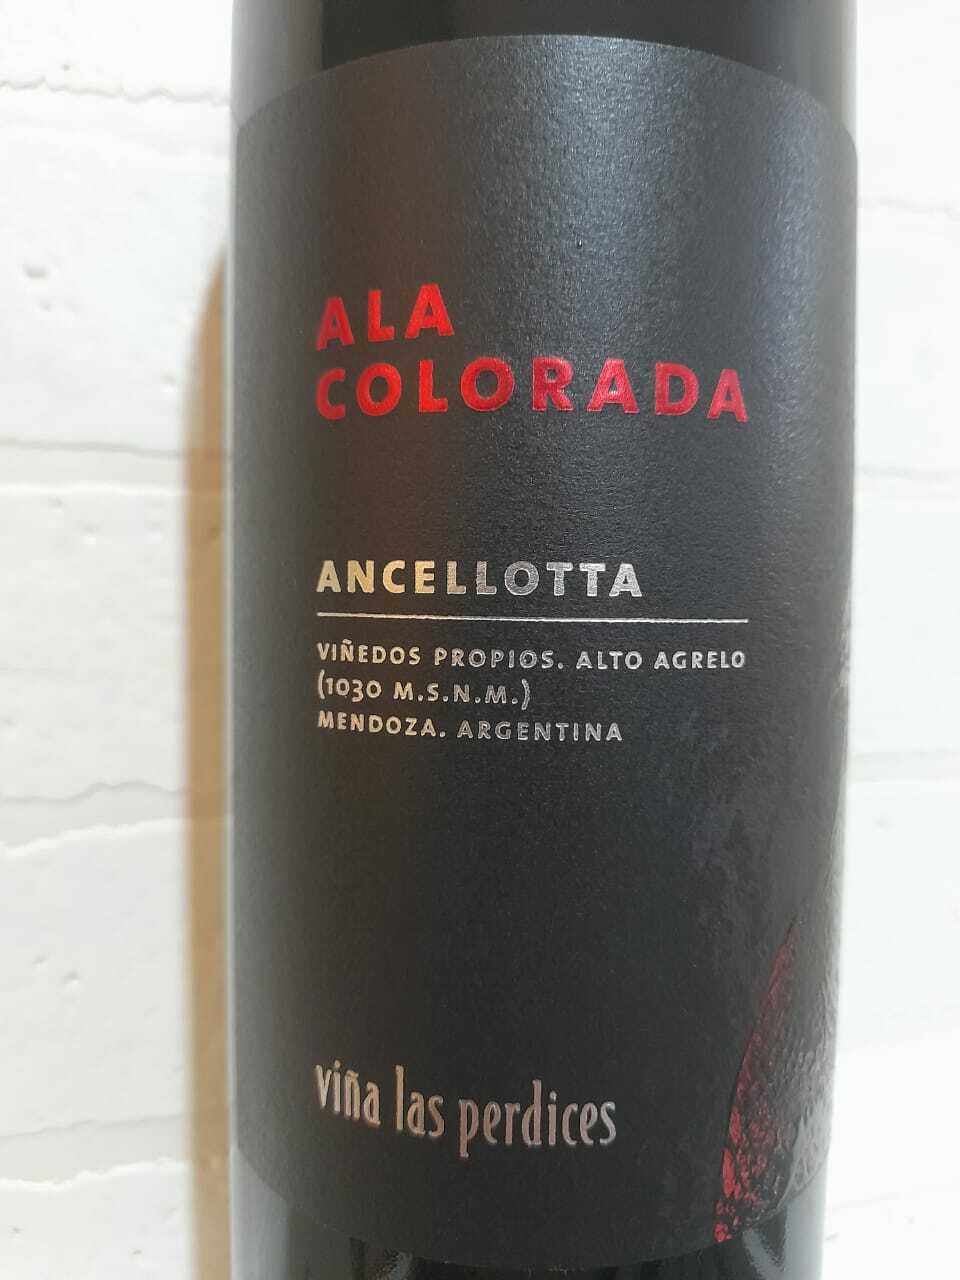 ALA
COLORADA
ANCELLOTTA
VIÑEDOS PROPIOS. ALTO AGRELO
(1030 M.S.N.M.)
MENDOZA. ARGENTINA
viña las perdices